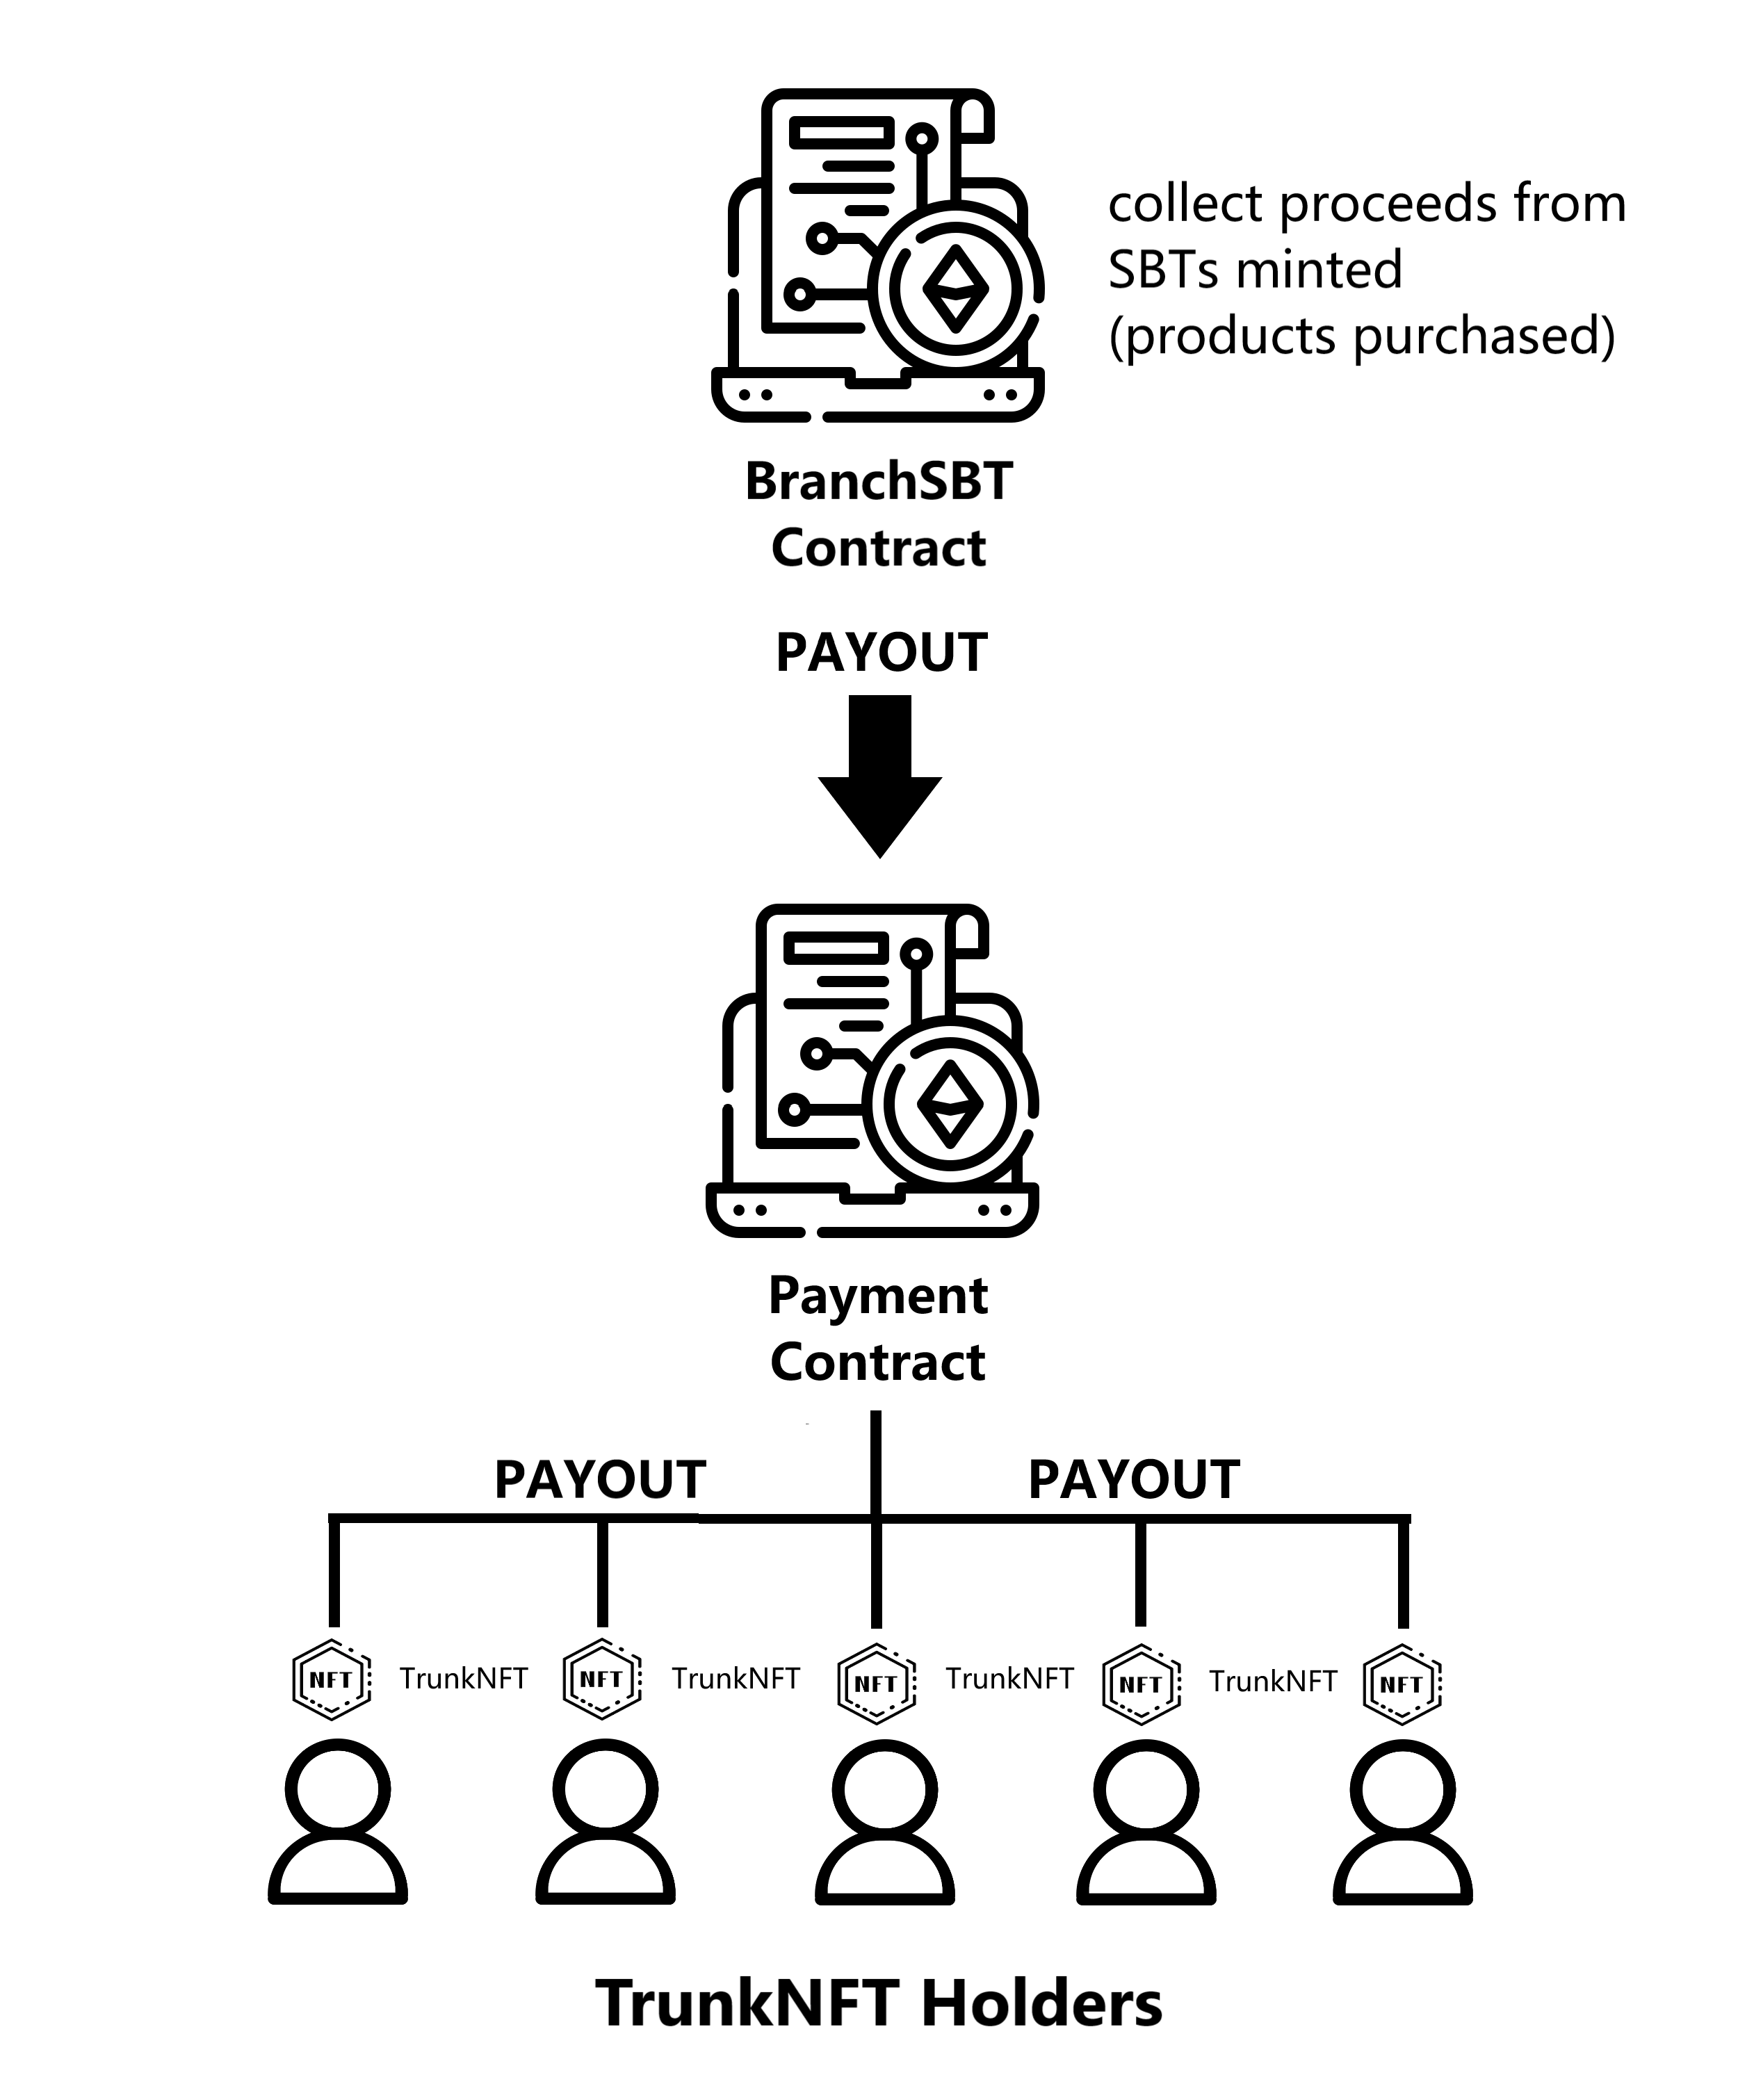 collect proceeds from
SBTs minted
(products purchased)
BranchSBT
Contract
PAYOUT
Payment
Contract
PAYOUT PAYOUT
NFT TrunkNFT NFT TrunkNFT NFT TrunkNFT NFT TrunkNFT NFT
TrunkNFT Holders